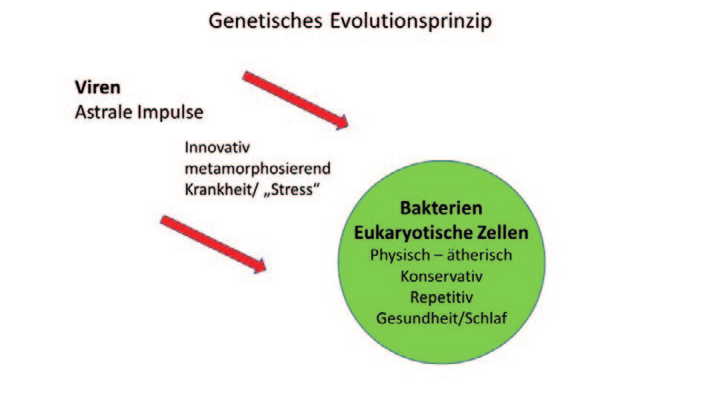 Genetisches Evolutionsprinzip
Viren
Astrale Impulse
Innovativ
metamorphosierend
Krankheit/ „Stress“
Bakterien
Eukaryotische Zellen
Physisch – ätherisch
Konservativ
Repetitiv
Gesundheit/Schlaf